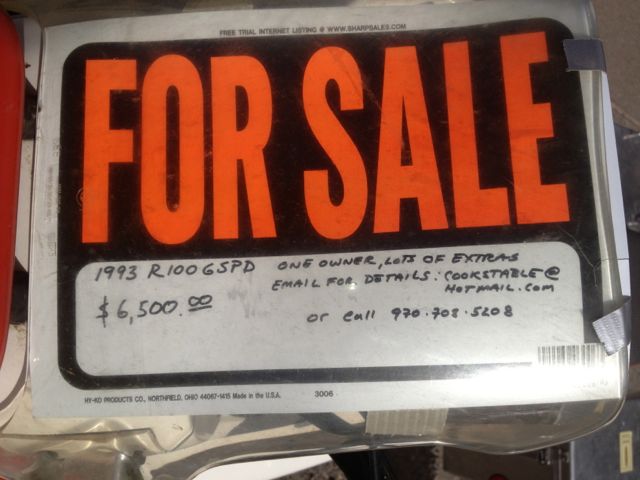 FREE TRIAL INTERNET LISTING @ WWW.SHARPSALES.COM
FOR SALE
1993 R100GSPD ONE OWNER, LOTS OF EXTRAS
$6,500.00 EMAIL FOR DETAILS: COOKSTABLE@
HOTMAIL.COM
or call 970.708.5208
HY-KO PRODUCTS CO., NORTHFIELD, OHIO 44067-1415 Made in the U.S.A. 3006